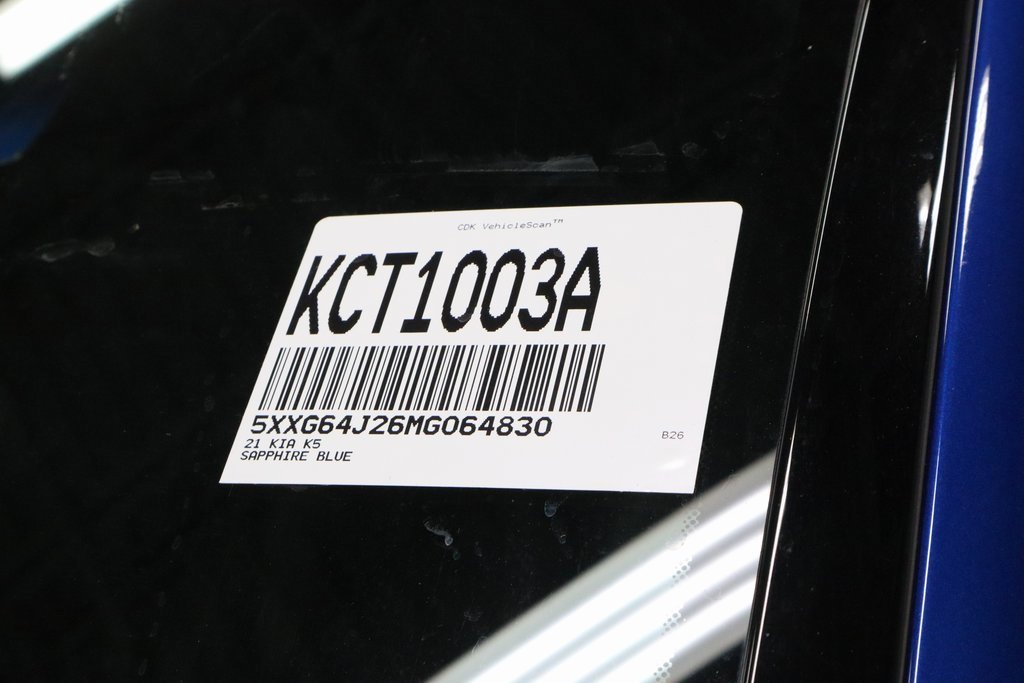 CDK VehicleScan™
KCT1003A
5XXG64J26MG064830
21 KIA K5
SAPPHIRE BLUE
B26